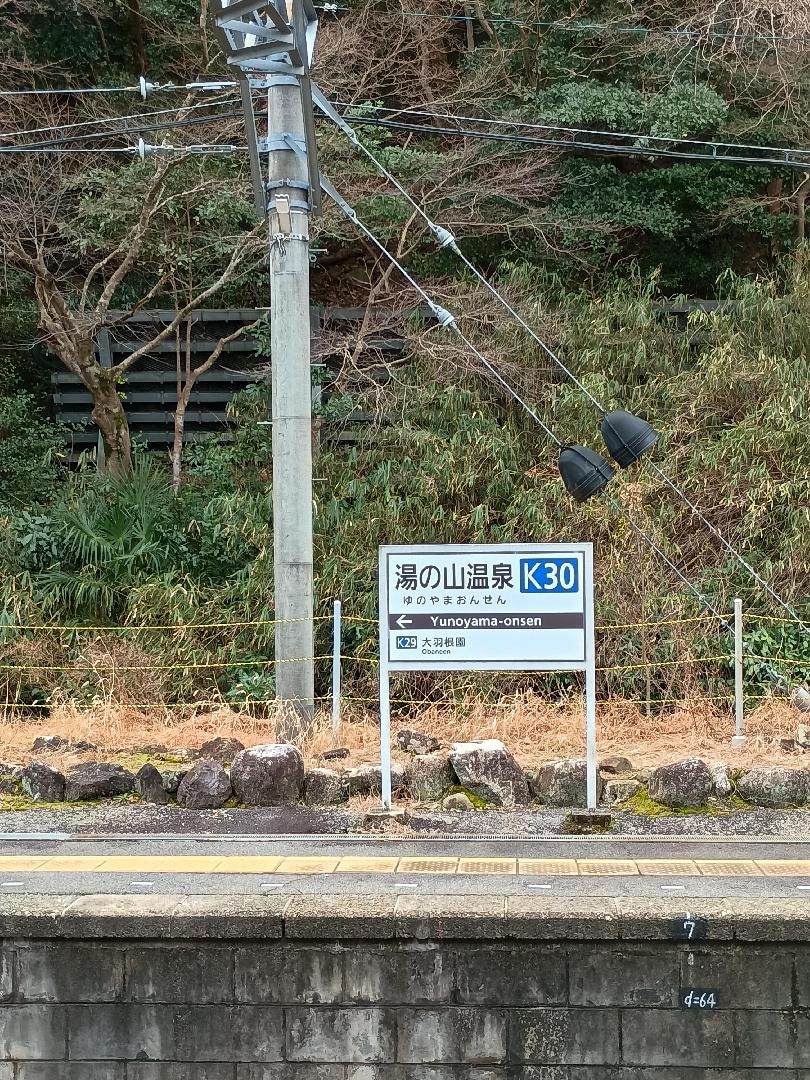 湯の山温泉 K30
ゆのやまおんせん
← Yunoyama-onsen
K29 大羽根園
Obaneen
7
d=64